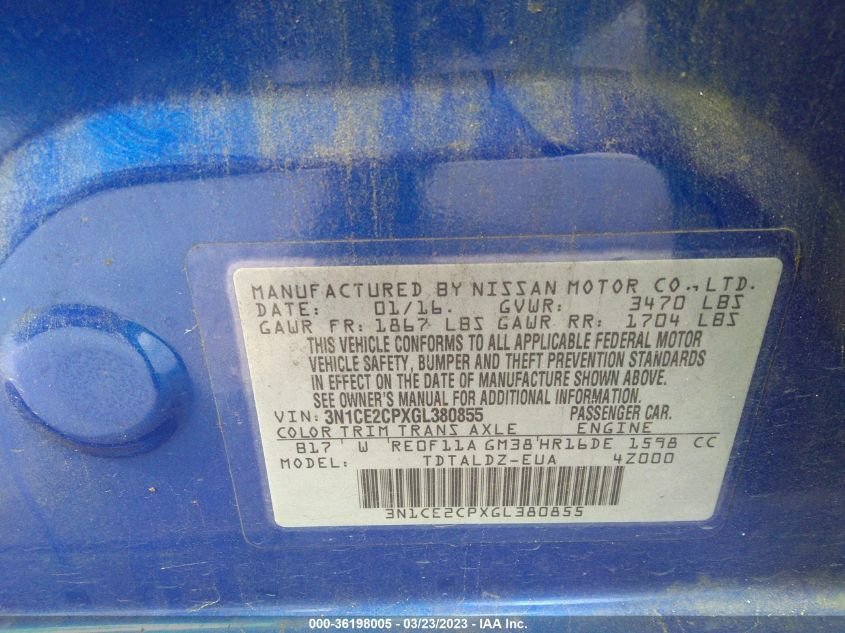 MANUFACTURED BY NISSAN MOTOR CO., LTD.
DATE: 01/16. GVWR: 3470 LBS
GAWR FR: 1867 LBS GAWR RR: 1704 LBS
THIS VEHICLE CONFORMS TO ALL APPLICABLE FEDERAL MOTOR
VEHICLE SAFETY, BUMPER AND THEFT PREVENTION STANDARDS
IN EFFECT ON THE DATE OF MANUFACTURE SHOWN ABOVE.
SEE OWNER'S MANUAL FOR ADDITIONAL INFORMATION.
VIN: 3N1CE2CPXGL380855 PASSENGER CAR.
COLOR TRIM TRANS AXLE ENGINE
B17 W RE0F11A GM38 HR16DE 1598 CC
MODEL: TDTALDZ-EUA 4Z000
3N1CE2CPXGL380855
000-36198005 - 03/23/2023 - IAA Inc.